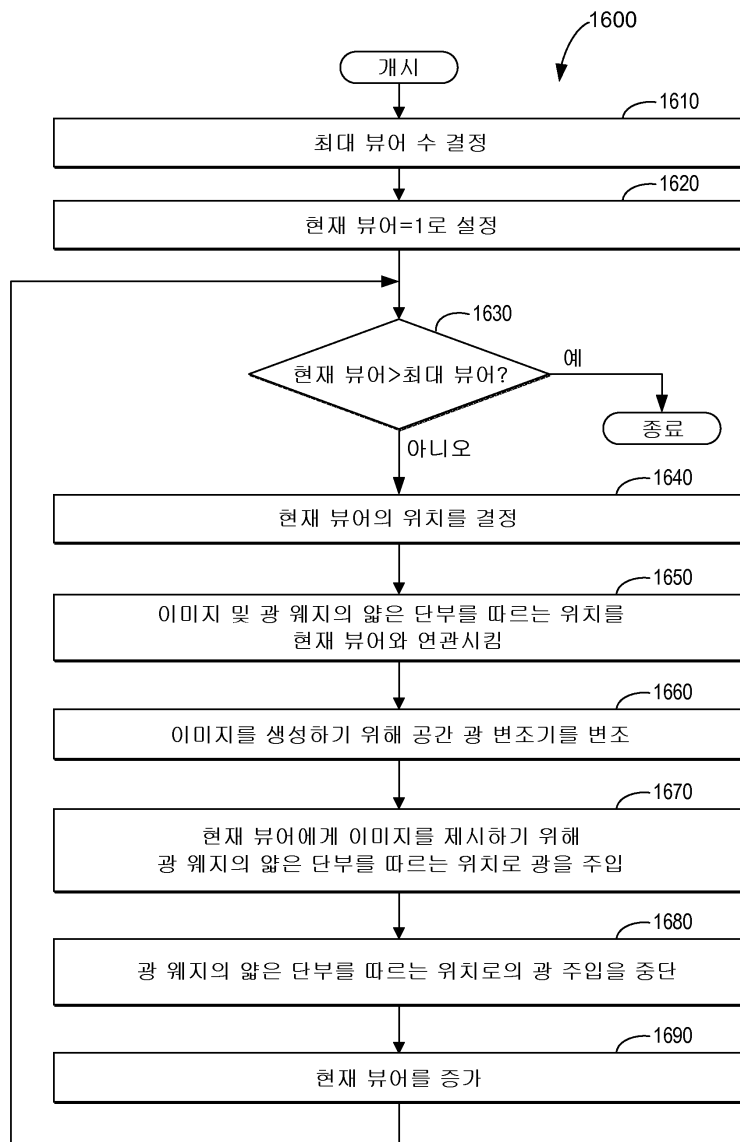 1600
개시
1610
최대 뷰어 수 결정
1620
현재 뷰어=1로 설정
1630
현재 뷰어>최대 뷰어?
예
종료
아니오
1640
현재 뷰어의 위치를 결정
1650
이미지 및 광 웨지의 얇은 단부를 따르는 위치를
현재 뷰어와 연관시킴
1660
이미지를 생성하기 위해 공간 광 변조기를 변조
1670
현재 뷰어에게 이미지를 제시하기 위해
광 웨지의 얇은 단부를 따르는 위치로 광을 주입
1680
광 웨지의 얇은 단부를 따르는 위치로의 광 주입을 중단
1690
현재 뷰어를 증가